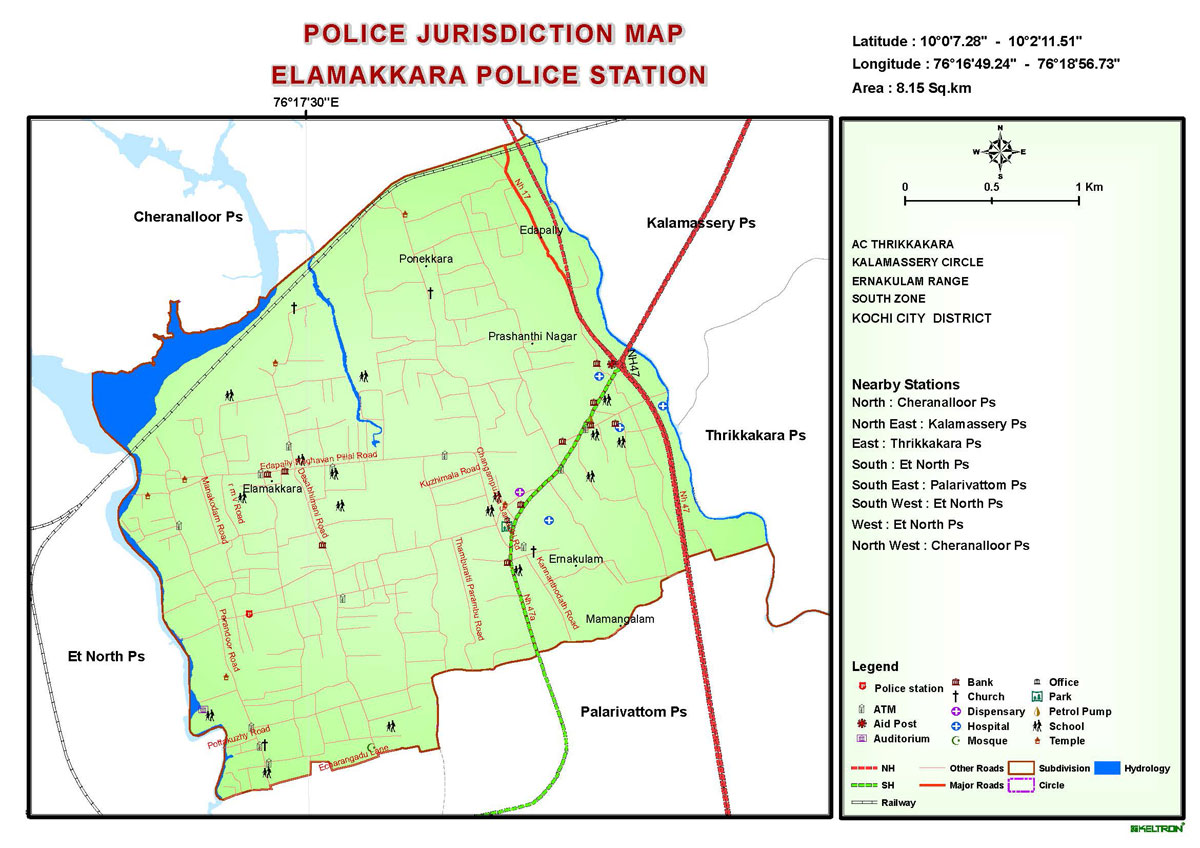 POLICE JURISDICTION MAP
ELAMAKKARA POLICE STATION
Latitude : 10°0'7.28" - 10°2'11.51"
Longitude : 76°16'49.24" - 76°18'56.73"
Area : 8.15 Sq.km
76°17'30"E
Cheranalloor Ps
Kalamassery Ps
Nh 17
Edapally
Ponekkara
Prashanthi Nagar
NH47
Thrikkakara Ps
Edapally Raghavan Pillai Road
Kuzhimala Road
Elamakkara
Manakodam Road
r m v Road
Desabhimani Road
Nh 47
Ernakulam
Thamburatti Parambu Road
Kannanthodath Road
Nh 47a
Mamangalam
Perandoor Road
Et North Ps
Palarivattom Ps
Pottakuzhy Road
Echarangadu Lane
N
W E
S
0 0.5 1 Km
AC THRIKKAKARA
KALAMASSERY CIRCLE
ERNAKULAM RANGE
SOUTH ZONE
KOCHI CITY DISTRICT
Nearby Stations
North : Cheranalloor Ps
North East : Kalamassery Ps
East : Thrikkakara Ps
South : Et North Ps
South East : Palarivattom Ps
South West : Et North Ps
West : Et North Ps
North West : Cheranalloor Ps
Legend
Police station
ATM
Aid Post
Auditorium
Bank
Church
Dispensary
Hospital
Mosque
Office
Park
Petrol Pump
School
Temple
NH
SH
Railway
Other Roads
Major Roads
Subdivision
Circle
Hydrology
KELTRON